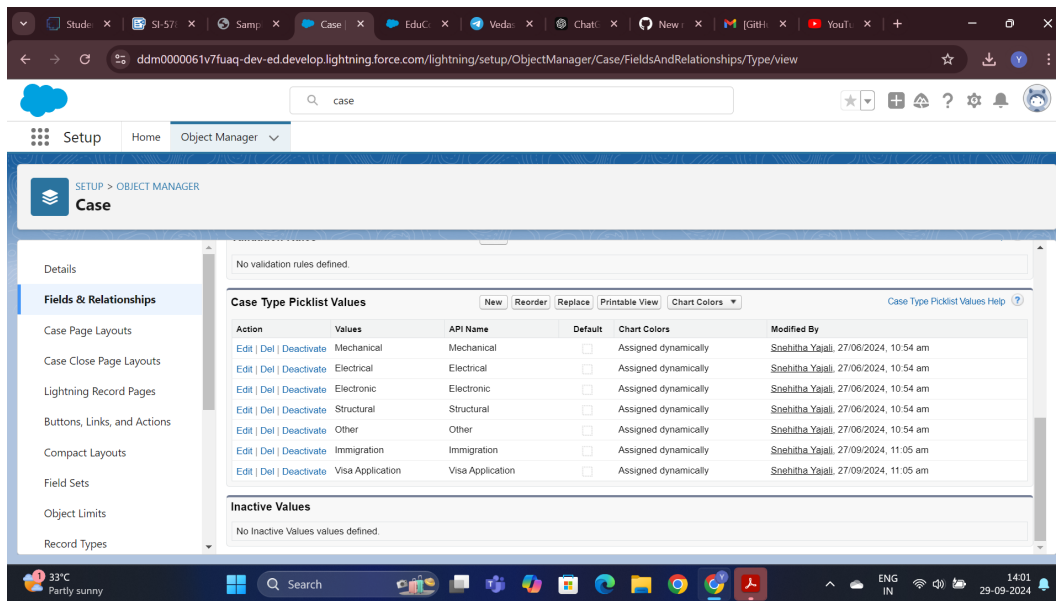 Studer
SI-578
Samp
Case |
EduC
Vedas
ChatG
New r
M [GitH
YouTu
ddm0000061v7fuaq-dev-ed.develop.lightning.force.com/lightning/setup/ObjectManager/Case/FieldsAndRelationships/Type/view
Y
case
Setup Home Object Manager
SETUP > OBJECT MANAGER
Case
Details
Fields & Relationships
Case Page Layouts
Case Close Page Layouts
Lightning Record Pages
Buttons, Links, and Actions
Compact Layouts
Field Sets
Object Limits
Record Types
No validation rules defined.
Case Type Picklist Values New Reorder Replace Printable View Chart Colors ▼ Case Type Picklist Values Help ?
Action Values API Name Default Chart Colors Modified By
Edit | Del | Deactivate Mechanical Mechanical Assigned dynamically Snehitha Yajali, 27/06/2024, 10:54 am
Edit | Del | Deactivate Electrical Electrical Assigned dynamically Snehitha Yajali, 27/06/2024, 10:54 am
Edit | Del | Deactivate Electronic Electronic Assigned dynamically Snehitha Yajali, 27/06/2024, 10:54 am
Edit | Del | Deactivate Structural Structural Assigned dynamically Snehitha Yajali, 27/06/2024, 10:54 am
Edit | Del | Deactivate Other Other Assigned dynamically Snehitha Yajali, 27/06/2024, 10:54 am
Edit | Del | Deactivate Immigration Immigration Assigned dynamically Snehitha Yajali, 27/09/2024, 11:05 am
Edit | Del | Deactivate Visa Application Visa Application Assigned dynamically Snehitha Yajali, 27/09/2024, 11:05 am
Inactive Values
No Inactive Values values defined.
1
33°C
Partly sunny
Search
ENG
IN
14:01
29-09-2024